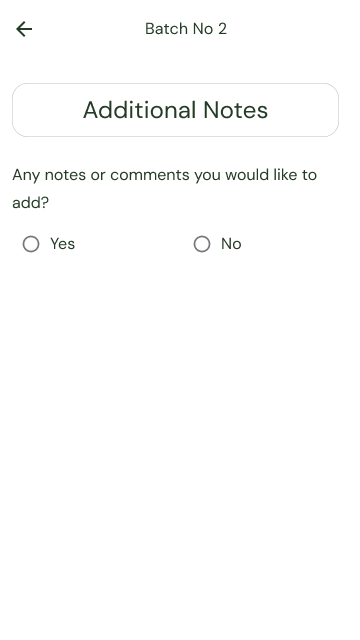 Batch No 2
Additional Notes
Any notes or comments you would like to
add?
Yes
No